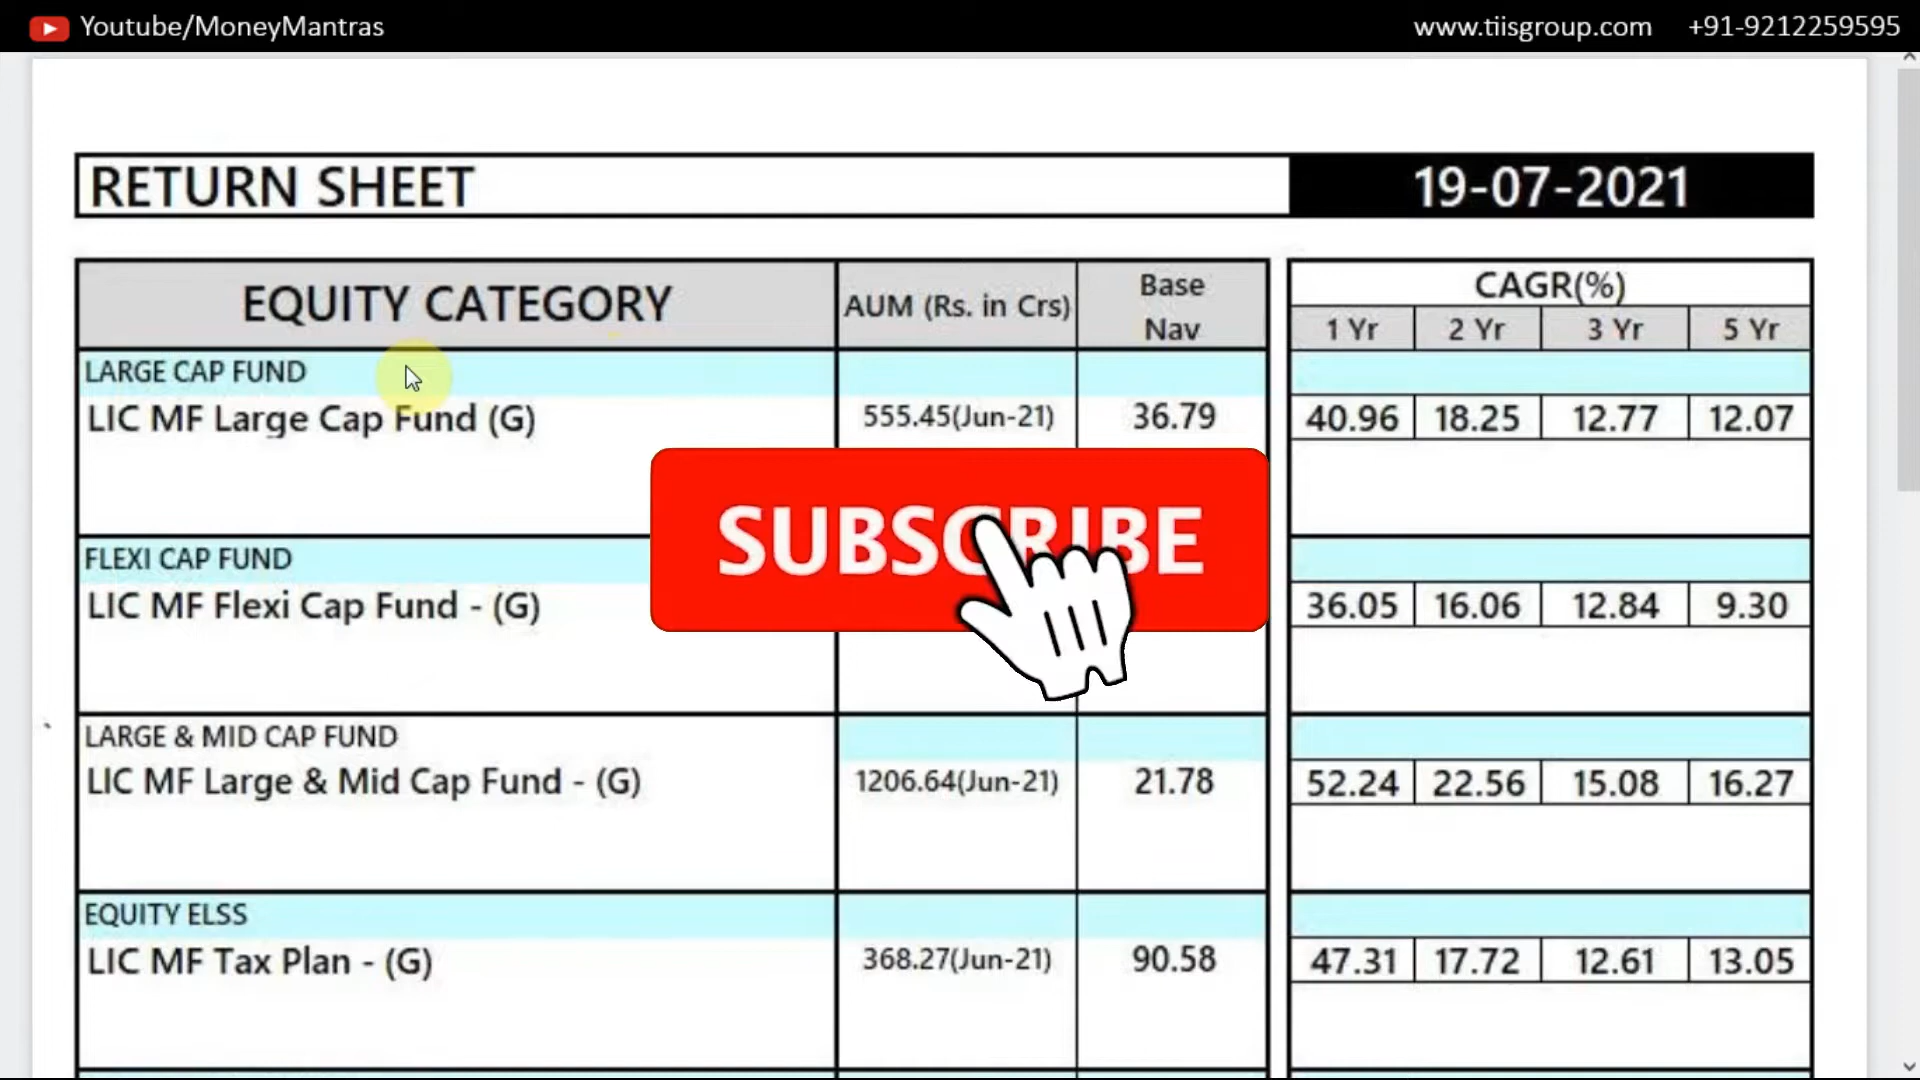 Youtube/MoneyMantras www.tiisgroup.com +91-9212259595
RETURN SHEET 19-07-2021
EQUITY CATEGORY AUM (Rs. in Crs) Base Nav CAGR(%)
1 Yr 2 Yr 3 Yr 5 Yr
LARGE CAP FUND
LIC MF Large Cap Fund (G) 555.45(Jun-21) 36.79 40.96 18.25 12.77 12.07
SUBSCRIBE
FLEXI CAP FUND
LIC MF Flexi Cap Fund - (G) 36.05 16.06 12.84 9.30
LARGE & MID CAP FUND
LIC MF Large & Mid Cap Fund - (G) 1206.64(Jun-21) 21.78 52.24 22.56 15.08 16.27
EQUITY ELSS
LIC MF Tax Plan - (G) 368.27(Jun-21) 90.58 47.31 17.72 12.61 13.05